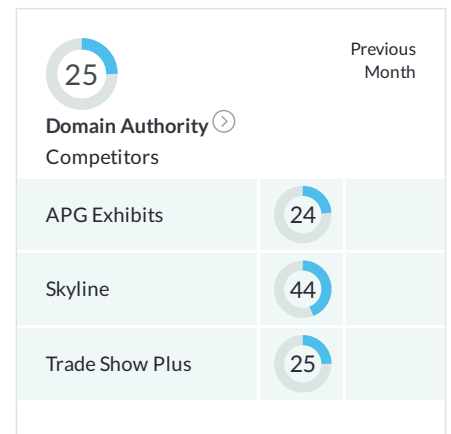 25
Previous
Month
Domain Authority
Competitors
APG Exhibits 24
Skyline 44
Trade Show Plus 25